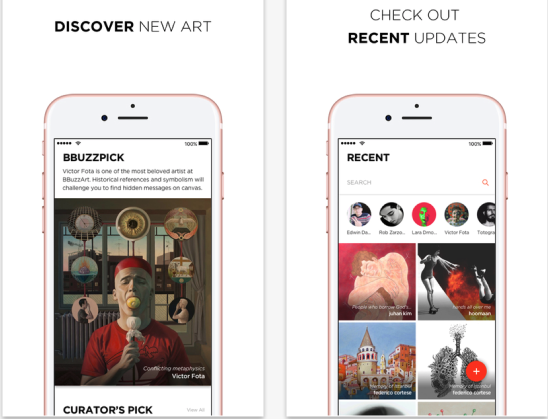 DISCOVER NEW ART
100%
BBUZZPICK
Victor Fota is one of the most beloved artist at
BBuzzArt. Historical references and symbolism will
challenge you to find hidden messages on canvas.
Conflicting metaphysics
Victor Fota
CURATOR'S PICK
View All
CHECK OUT
RECENT UPDATES
100%
RECENT
SEARCH
Edwin Da...
Rob Zaroo...
Lara Dmo...
Victor Fota
Totogra
People who borrow God's..
juhan kim
hands all over me
hoomaan
Memory of Istanbul
federico cortese
Memory of Istanbul
federico cortese